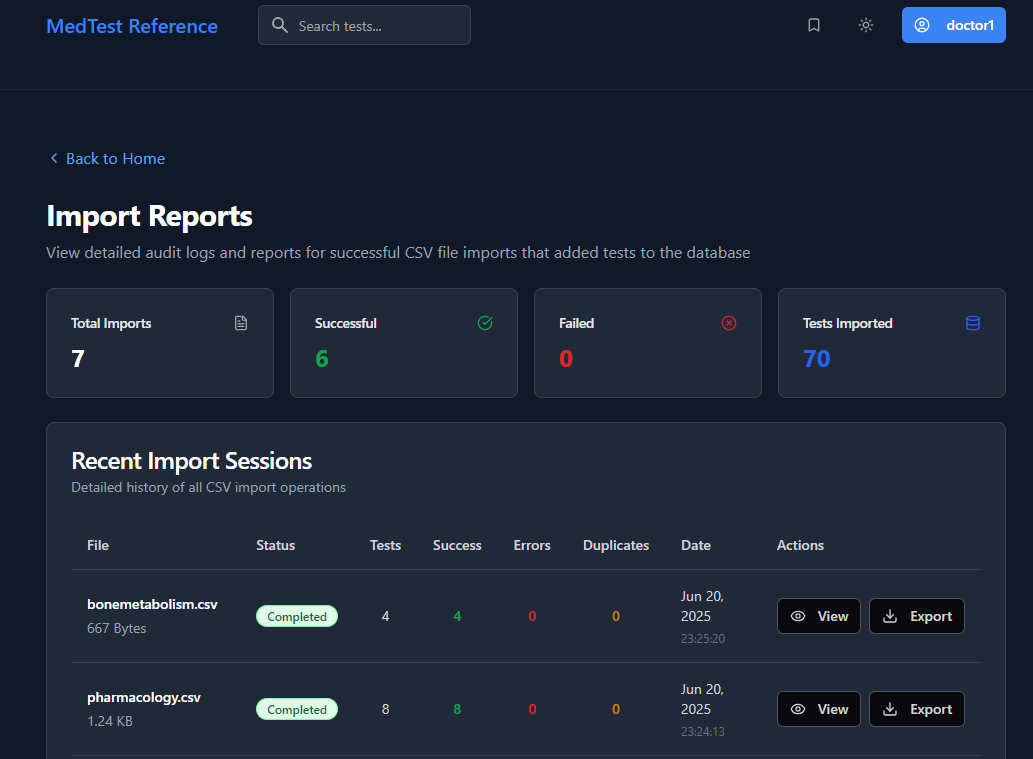 MedTest Reference
Search tests...
doctor1
Back to Home
Import Reports
View detailed audit logs and reports for successful CSV file imports that added tests to the database
Total Imports
7
Successful
6
Failed
0
Tests Imported
70
Recent Import Sessions
Detailed history of all CSV import operations
File Status Tests Success Errors Duplicates Date Actions
bonemetabolism.csv
667 Bytes
Completed 4 4 0 0
Jun 20,
2025
23:25:20
View Export
pharmacology.csv
1.24 KB
Completed 8 8 0 0
Jun 20,
2025
23:24:13
View Export